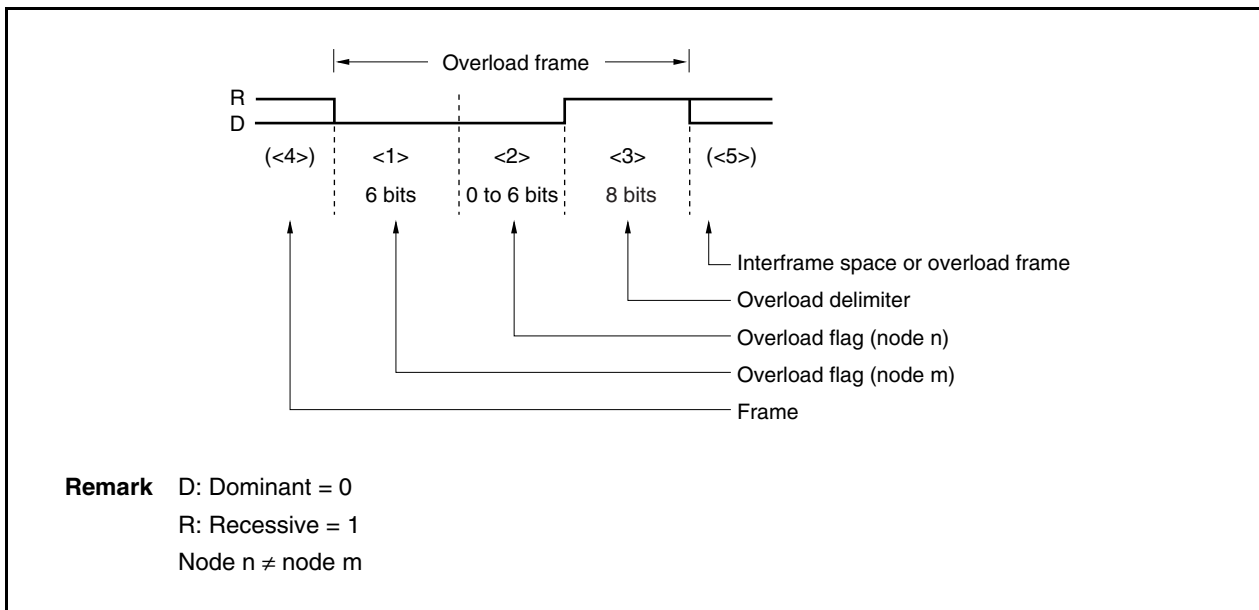 Overload frame
R
D
(<4>) <1> <2> <3> (<5>)
6 bits 0 to 6 bits 8 bits
Interframe space or overload frame
Overload delimiter
Overload flag (node n)
Overload flag (node m)
Frame
Remark D: Dominant = 0
R: Recessive = 1
Node n ≠ node m